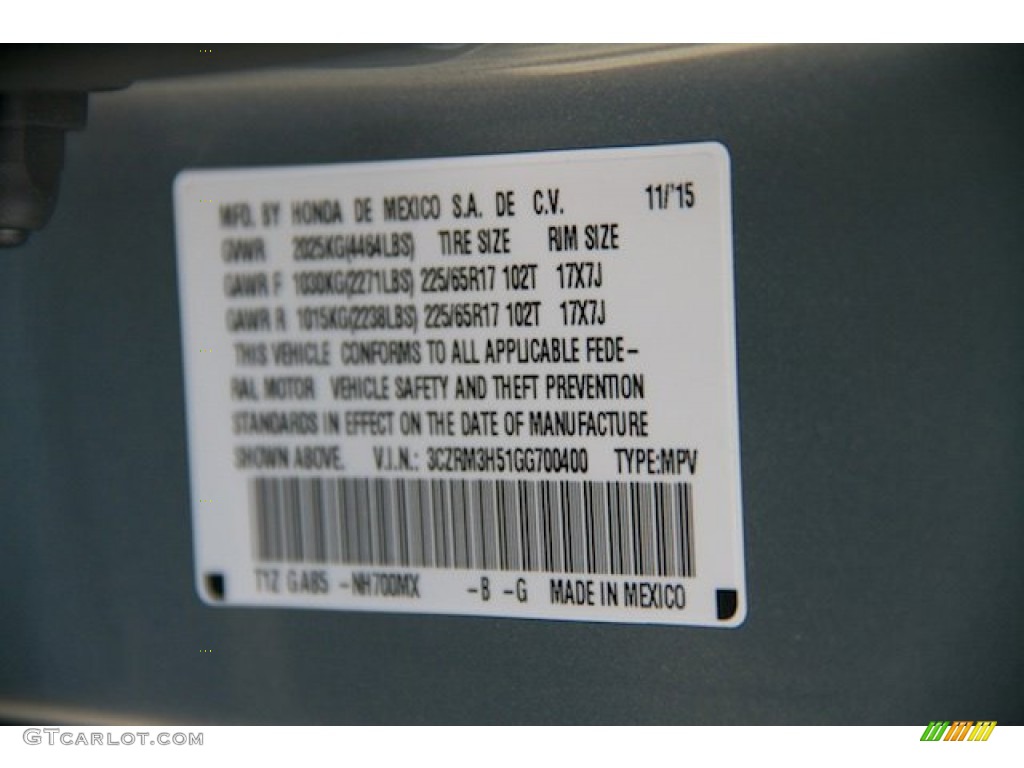 MFD. BY HONDA DE MEXICO S.A. DE C.V. 11/'15
GVWR 2025KG(4464LBS) TIRE SIZE RIM SIZE
GAWR F 1030KG(2271LBS) 225/65R17 102T 17X7J
GAWR R 1015KG(2238LBS) 225/65R17 102T 17X7J
THIS VEHICLE CONFORMS TO ALL APPLICABLE FEDE-
RAL MOTOR VEHICLE SAFETY AND THEFT PREVENTION
STANDARDS IN EFFECT ON THE DATE OF MANUFACTURE
SHOWN ABOVE. V.I.N.: 3CZRM3H51GG700400 TYPE:MPV
T1Z GAB5 -NH700MX -B -G MADE IN MEXICO
GTCARLOT.COM